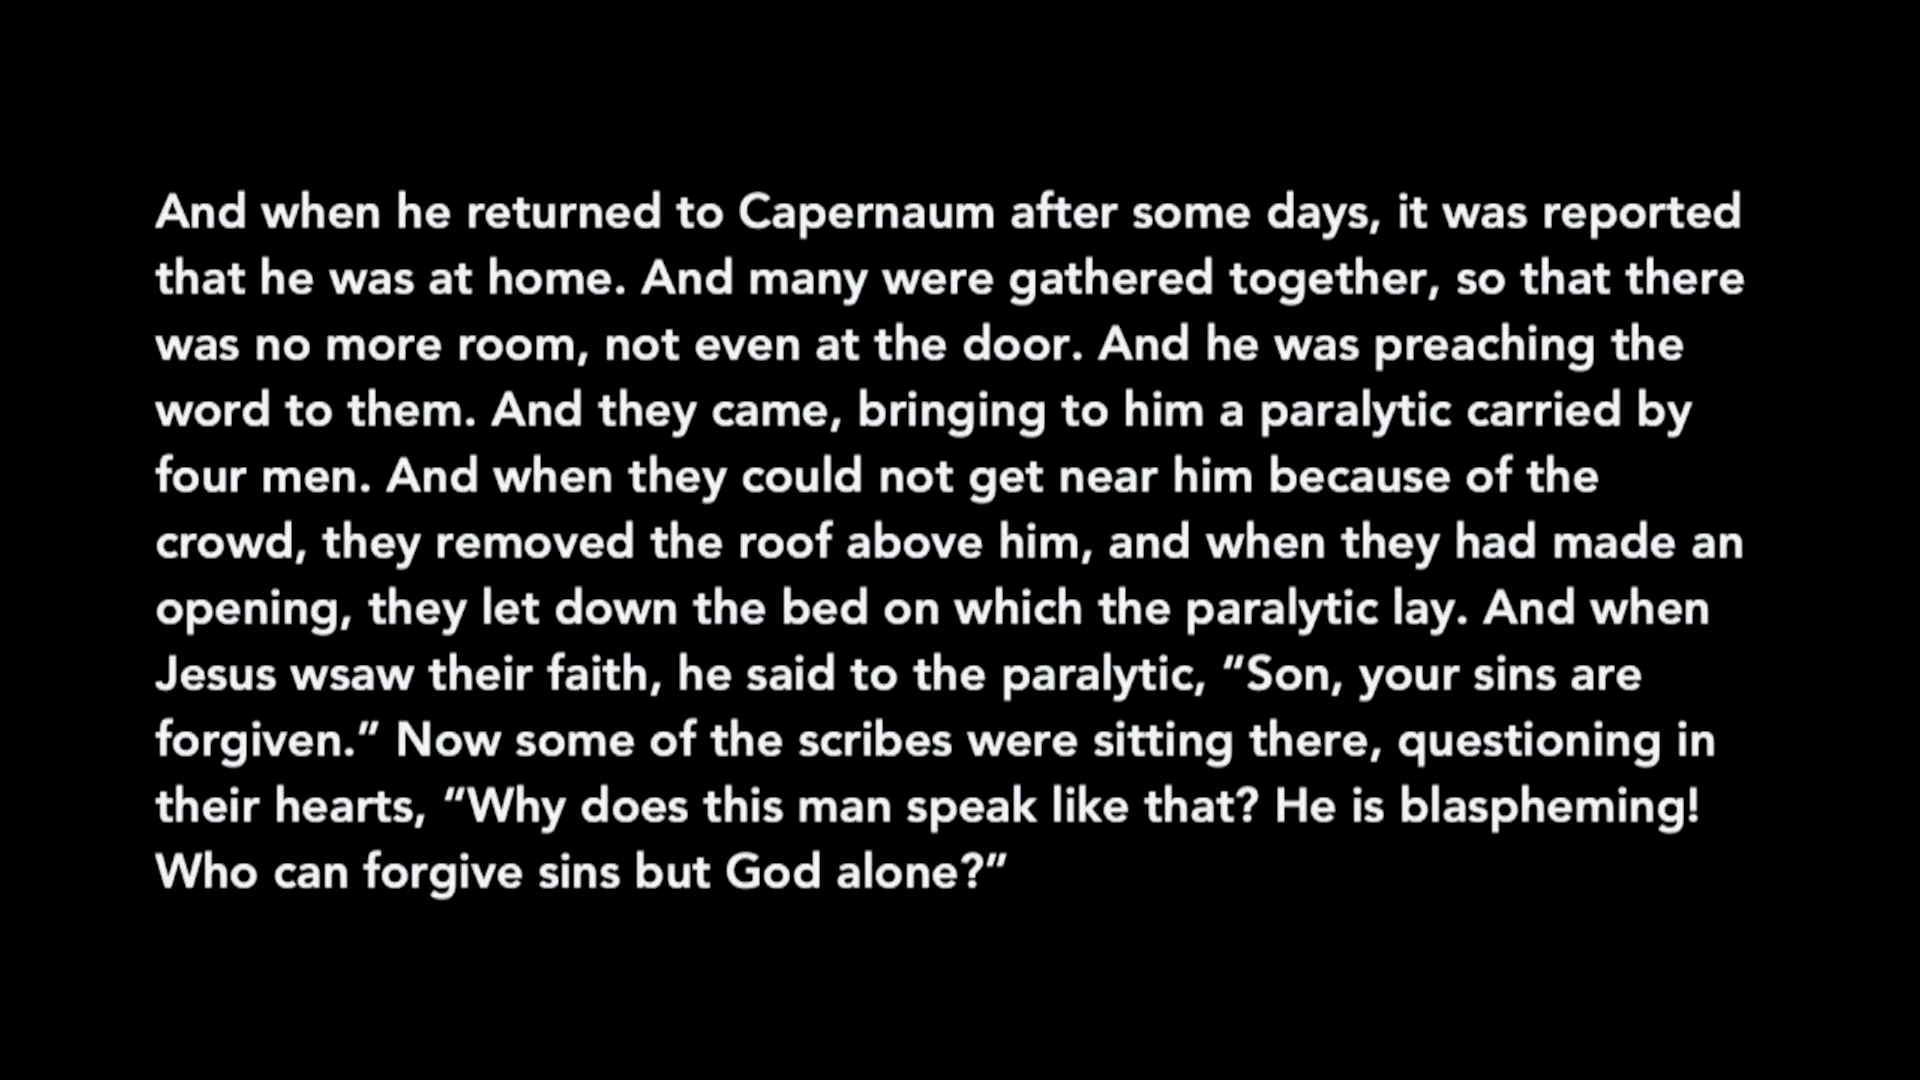 And when he returned to Capernaum after some days, it was reported
that he was at home. And many were gathered together, so that there
was no more room, not even at the door. And he was preaching the
word to them. And they came, bringing to him a paralytic carried by
four men. And when they could not get near him because of the
crowd, they removed the roof above him, and when they had made an
opening, they let down the bed on which the paralytic lay. And when
Jesus wsaw their faith, he said to the paralytic, “Son, your sins are
forgiven.” Now some of the scribes were sitting there, questioning in
their hearts, “Why does this man speak like that? He is blaspheming!
Who can forgive sins but God alone?”